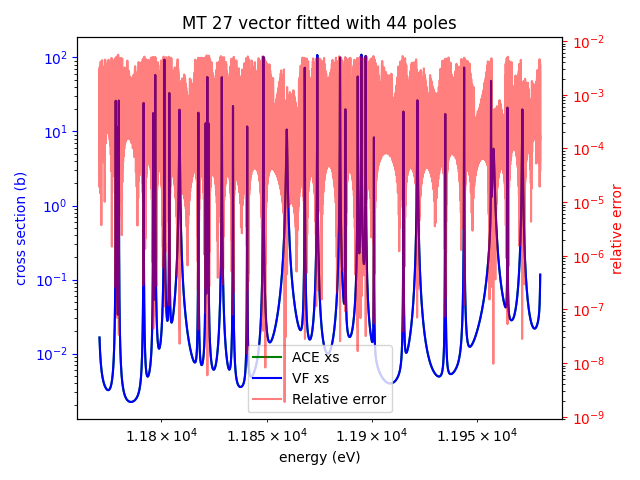 MT 27 vector fitted with 44 poles
10²
10¹
10⁰
10⁻¹
10⁻²
cross section (b)
10⁻²
10⁻³
10⁻⁴
10⁻⁵
10⁻⁶
10⁻⁷
10⁻⁸
10⁻⁹
relative error
ACE xs
VF xs
Relative error
1.18 × 10⁴ 1.185 × 10⁴ 1.19 × 10⁴ 1.195 × 10⁴
energy (eV)